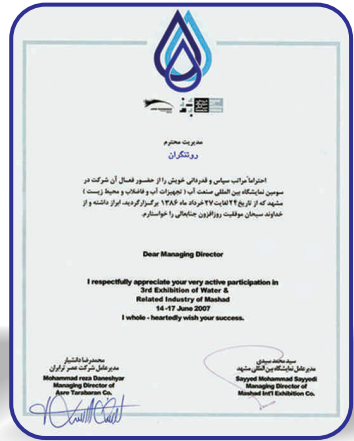 مدیریت محترم
روتنگران
احتراماً مراتب سپاس و قدردانی خویش را از حضور فعال آن شرکت در
سومین نمایشگاه بین المللی صنعت آب ( تجهیزات آب و فاضلاب و محیط زیست )
مشهد که از تاریخ ۲۴ لغایت ۲۷ خرداد ماه ۱۳۸۶ برگزار گردید، ابراز داشته و از
خداوند سبحان موفقیت روزافزون جنابعالی را خواستارم.
Dear Managing Director
I respectfully appreciate your very active participation in
3rd Exhibition of Water &
Related Industry of Mashad
14 -17 June 2007
I whole - heartedly wish your success.
سید محمد سیدی
مدیرعامل نمایشگاه بین المللی مشهد
Sayyed Mohammad Sayyedi
Managing Director of
Mashad Int'l Exhibition Co.
محمدرضا دانشیار
مدیرعامل شرکت عصر ترابران
Mohammad reza Daneshyar
Managing Director of
Asre Tarabaran Co.